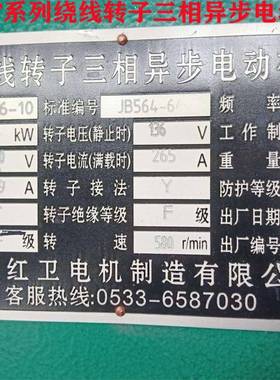 系列绕线转子三相异步电
线转子三相异步电动机
6-10 标准编号 JB564-6 频率
kW 转子电压(静止时) 136 V 工作制
V 转子电流(满载时) 265 A 重量
A 转子接法 Y 防护等级
转子绝缘等级 F 级 出厂日期
级 转速 580 r/min 出厂编号
红卫电机制造有限公
客服热线:0533-6587030